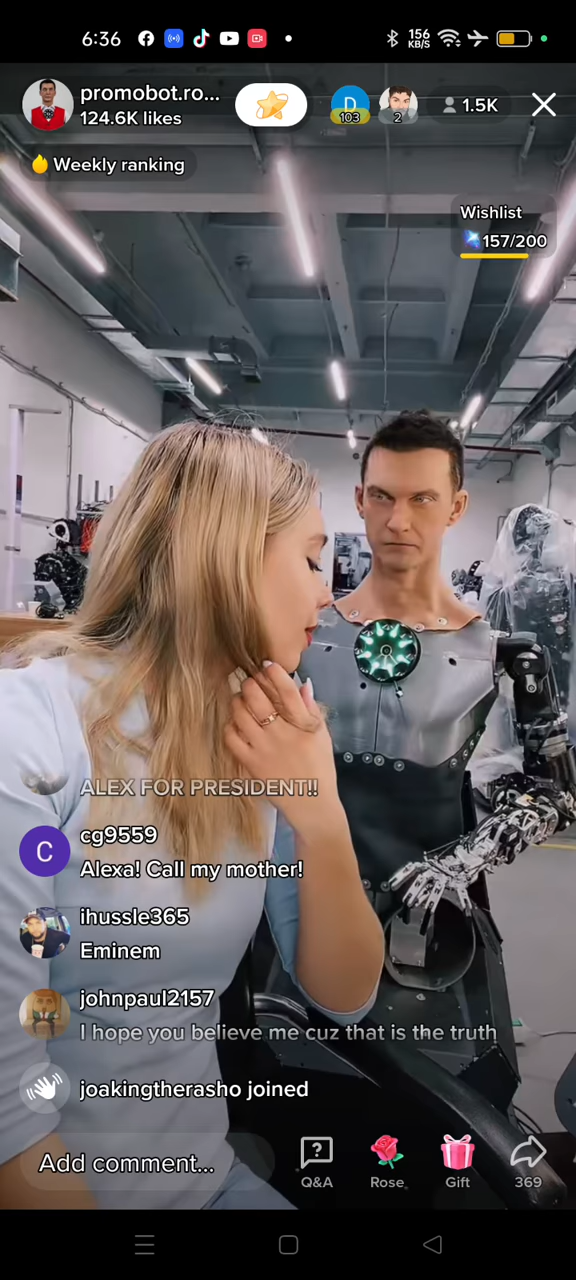 6:36
156
KB/S
promobot.ro...
124.6K likes
D
103
2
1.5K
Weekly ranking
Wishlist
157/200
ALEX FOR PRESIDENT!!
C
cg9559
Alexa! Call my mother!
ihussle365
Eminem
johnpaul2157
I hope you believe me cuz that is the truth
joakingtherasho joined
Add comment...
Q&A
Rose
Gift
369